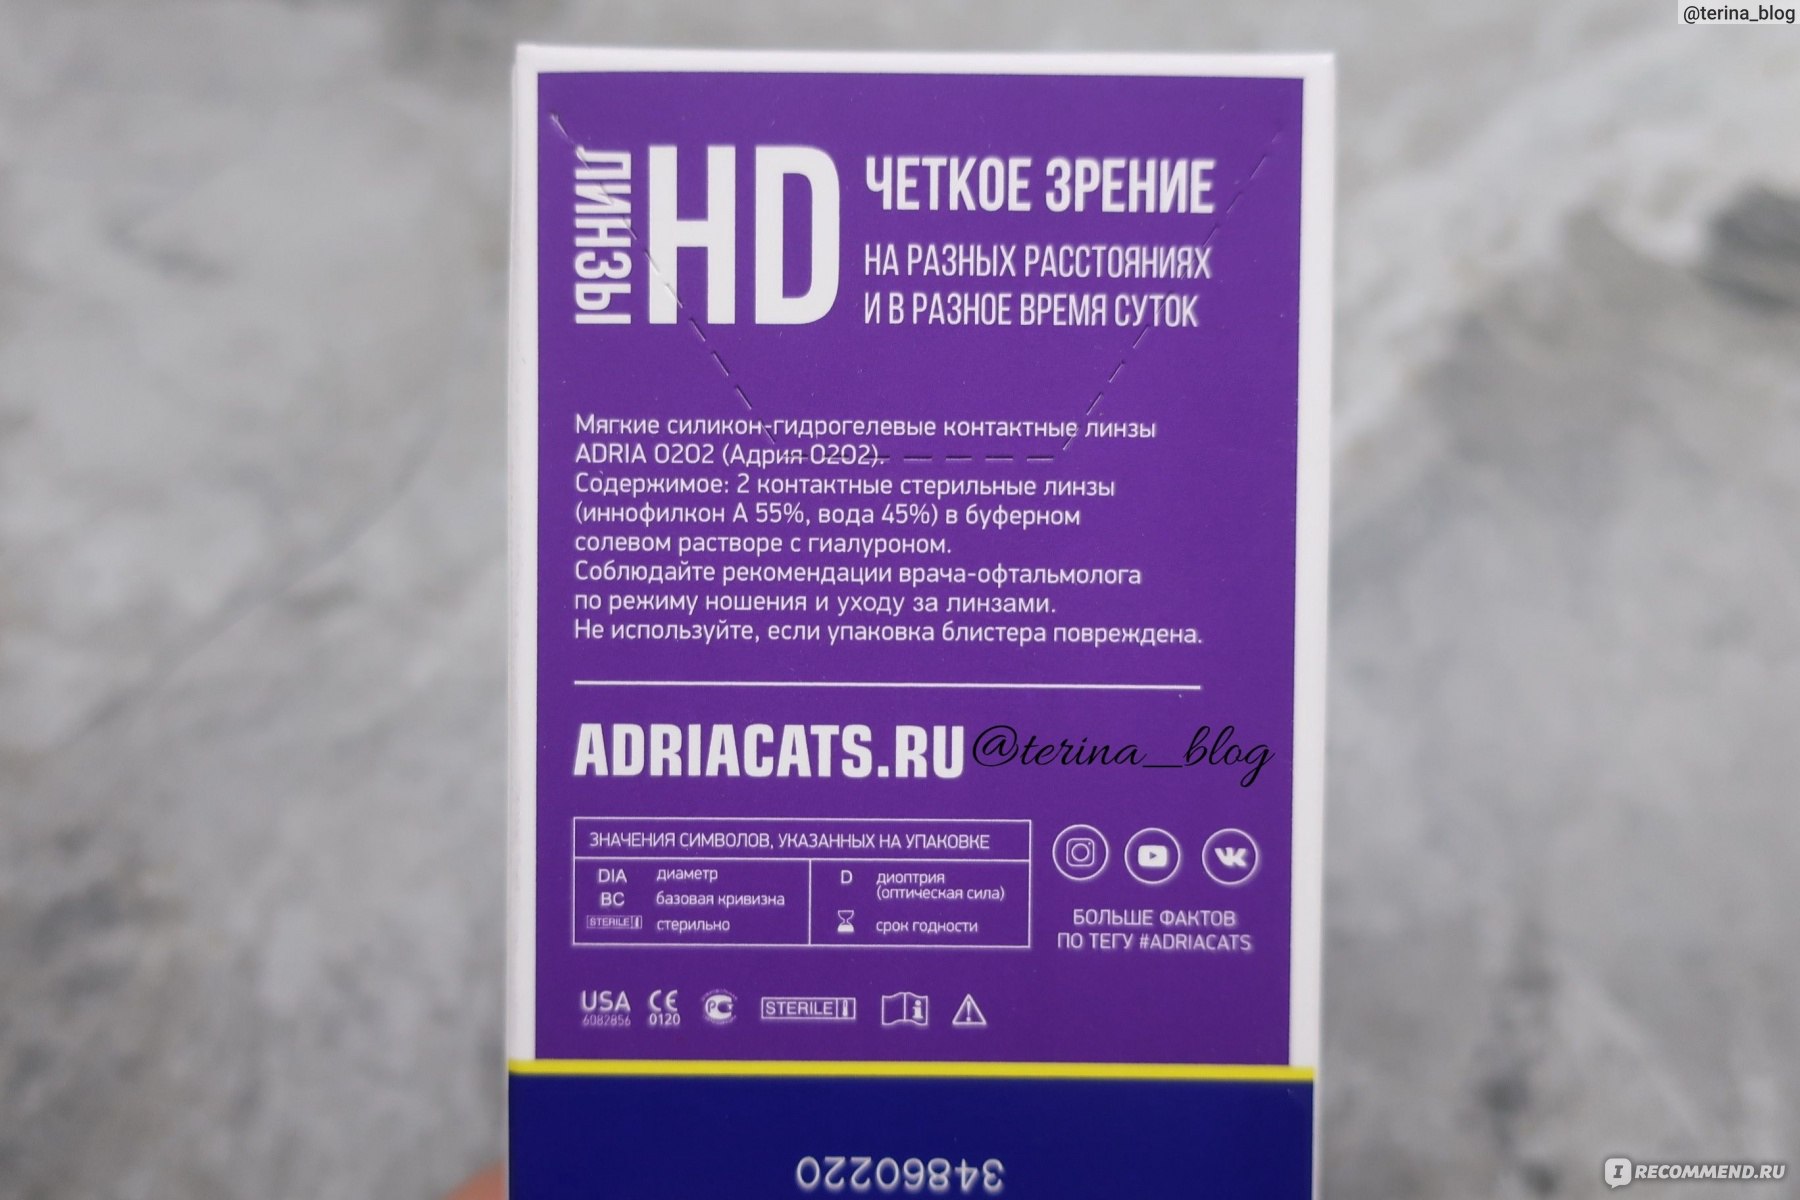 @terina_blog
ЛИНЗЫ
HD
ЧЕТКОЕ ЗРЕНИЕ
НА РАЗНЫХ РАССТОЯНИЯХ
И В РАЗНОЕ ВРЕМЯ СУТОК
Мягкие силикон-гидрогелевые контактные линзы
ADRIA O2O2 (Адрия O2O2).
Содержимое: 2 контактные стерильные линзы
(иннофилкон А 55%, вода 45%) в буферном
солевом растворе с гиалуроном.
Соблюдайте рекомендации врача-офтальмолога
по режиму ношения и уходу за линзами.
Не используйте, если упаковка блистера повреждена.
ADRIACATS.RU
@terina_blog
ЗНАЧЕНИЯ СИМВОЛОВ, УКАЗАННЫХ НА УПАКОВКЕ
DIA диаметр
BC базовая кривизна
STERILE стерильно
D диоптрия
(оптическая сила)
срок годности
БОЛЬШЕ ФАКТОВ
ПО ТЕГУ #ADRIACATS
USA
6082856
CE
0120
РС
STERILE
34860220
IRECOMMEND.RU